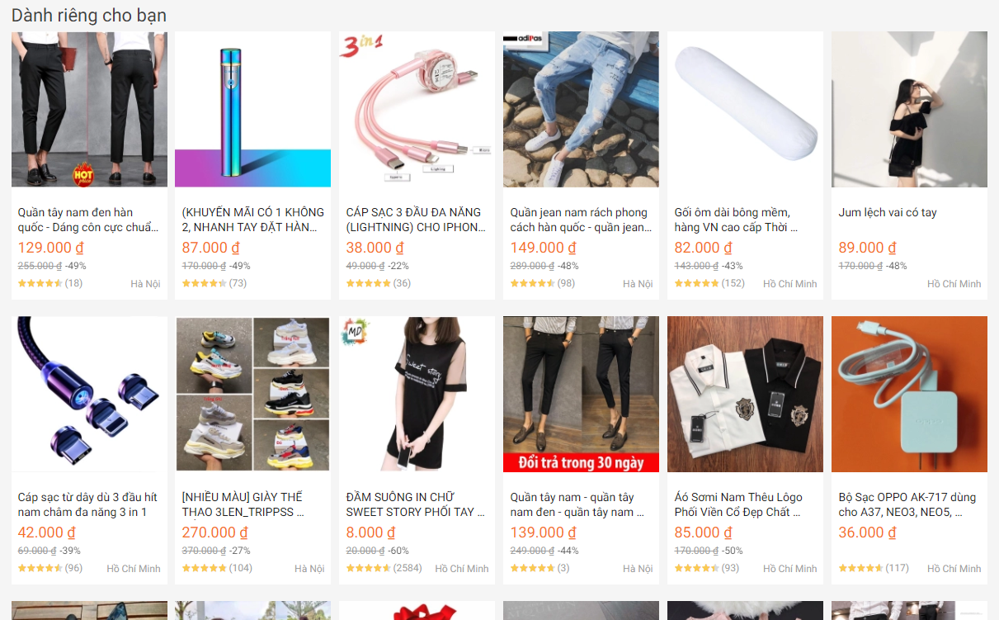 Dành riêng cho bạn
HOT
price
3 in 1
Micro
Lighing
adidas
Quần tây nam đen hàn
quốc - Dáng côn cực chuẩ...
129.000 ₫
255.000 ₫ -49%
(18)
Hà Nội
(KHUYẾN MÃI CÓ 1 KHÔNG
2, NHANH TAY ĐẶT HÀN...
87.000 ₫
170.000 ₫ -49%
(73)
CÁP SẠC 3 ĐẦU ĐA NĂNG
(LIGHTNING) CHO IPHON...
38.000 ₫
49.000 ₫ -22%
(36)
Quần jean nam rách phong
cách hàn quốc - quần jean...
149.000 ₫
289.000 ₫ -48%
(98)
Hà Nội
Gối ôm dài bông mềm,
hàng VN cao cấp Thời ...
82.000 ₫
143.000 ₫ -43%
(152)
Hồ Chí Minh
Jum lệch vai có tay
89.000 ₫
170.000 ₫ -48%
Hồ Chí Minh
MD
Sweet story
Đổi trả trong 30 ngày
Cáp sạc từ dây dù 3 đầu hít
nam châm đa năng 3 in 1
42.000 ₫
69.000 ₫ -39%
(96)
Hồ Chí Minh
[NHIỀU MÀU] GIÀY THỂ
THAO 3LEN_TRIPPSS ...
270.000 ₫
370.000 ₫ -27%
(104)
Hà Nội
ĐẦM SUÔNG IN CHỮ
SWEET STORY PHỐI TAY ...
8.000 ₫
20.000 ₫ -60%
(2584)
Hồ Chí Minh
Quần tây nam - quần tây
nam đen - quần tây nam ...
139.000 ₫
249.000 ₫ -44%
(3)
Hà Nội
Áó Sơmi Nam Thêu Lôgo
Phối Viền Cổ Đẹp Chất ...
85.000 ₫
170.000 ₫ -50%
(93)
Hồ Chí Minh
Bộ Sạc OPPO AK-717 dùng
cho A37, NEO3, NEO5, ...
36.000 ₫
(117)
Hồ Chí Minh